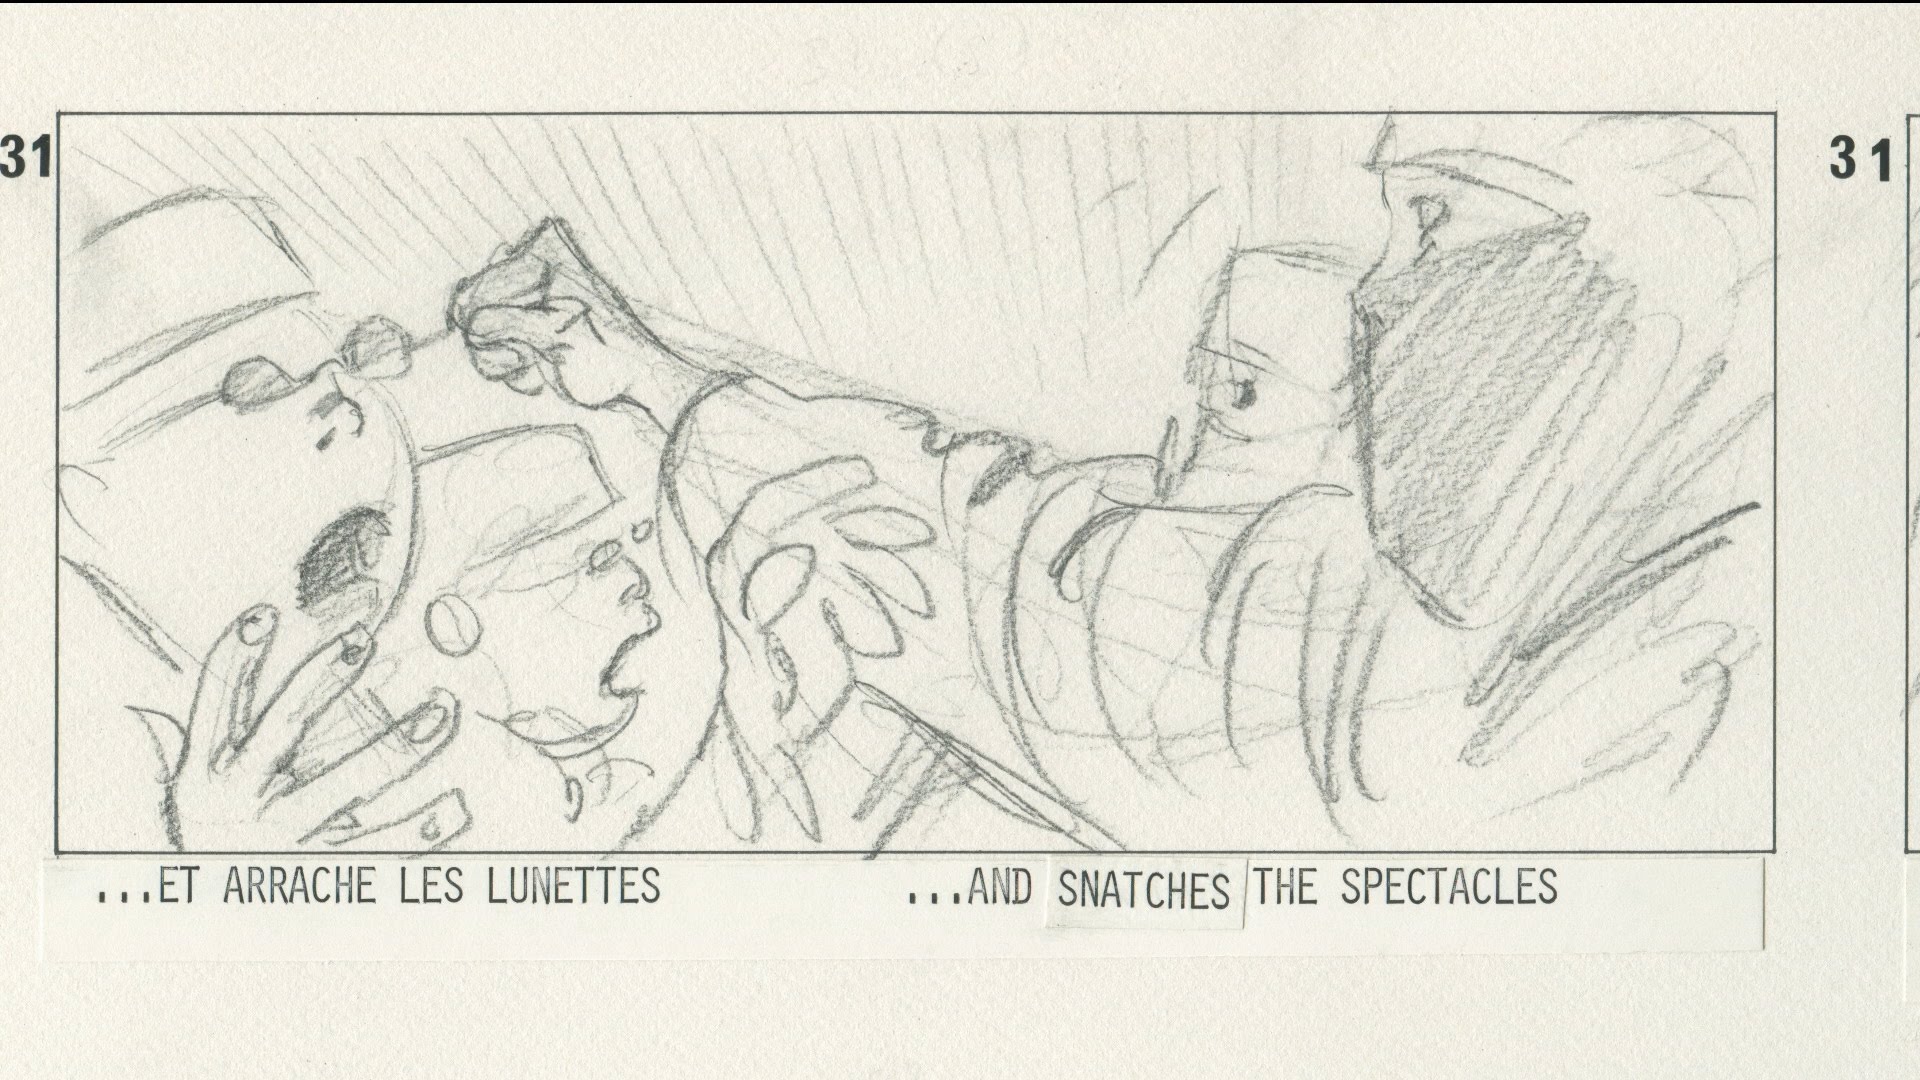 31
...ET ARRACHE LES LUNETTES
...AND SNATCHES THE SPECTACLES
31